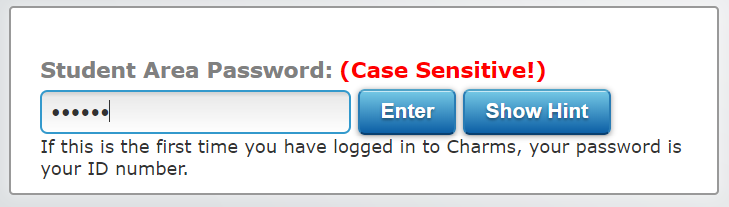 Student Area Password: (Case Sensitive!)
•••••• Enter Show Hint
If this is the first time you have logged in to Charms, your password is
your ID number.